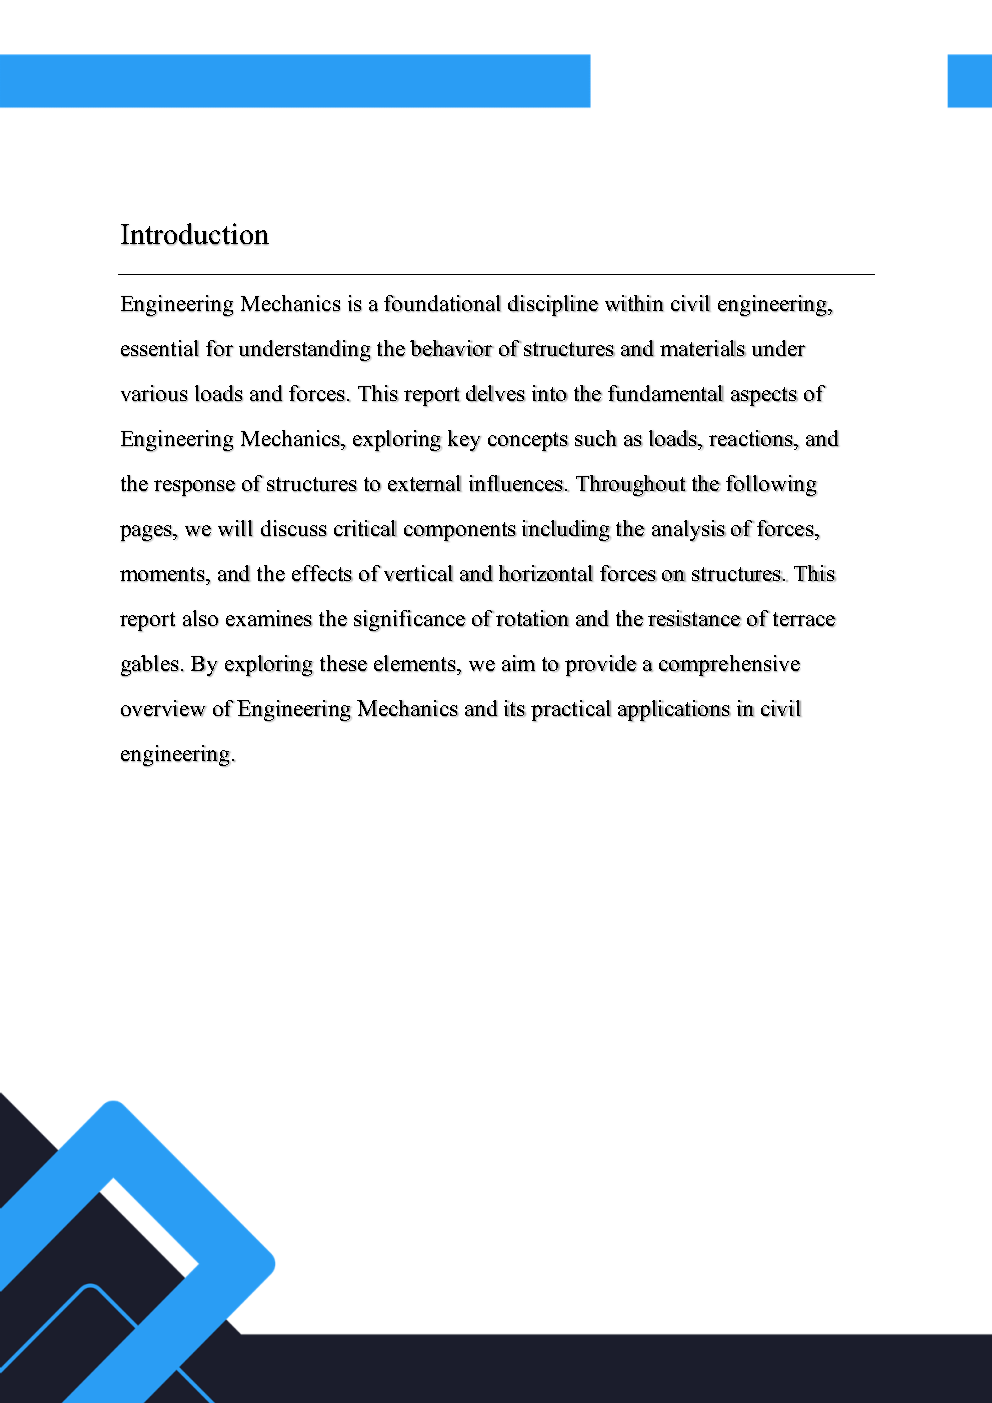 Introduction
Engineering Mechanics is a foundational discipline within civil engineering,
essential for understanding the behavior of structures and materials under
various loads and forces. This report delves into the fundamental aspects of
Engineering Mechanics, exploring key concepts such as loads, reactions, and
the response of structures to external influences. Throughout the following
pages, we will discuss critical components including the analysis of forces,
moments, and the effects of vertical and horizontal forces on structures. This
report also examines the significance of rotation and the resistance of terrace
gables. By exploring these elements, we aim to provide a comprehensive
overview of Engineering Mechanics and its practical applications in civil
engineering.